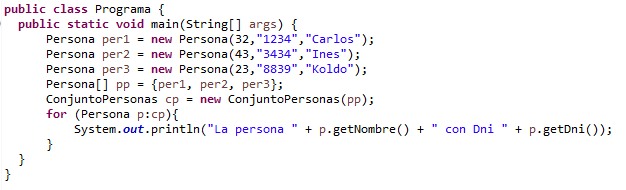 public class Programa {
public static void main(String[] args) {
Persona per1 = new Persona(32,"1234","Carlos");
Persona per2 = new Persona(43,"3434","Ines");
Persona per3 = new Persona(23,"8839","Koldo");
Persona[] pp = {per1, per2, per3};
ConjuntoPersonas cp = new ConjuntoPersonas(pp);
for (Persona p:cp){
System.out.println("La persona " + p.getNombre() + " con Dni " + p.getDni());
}
}
}